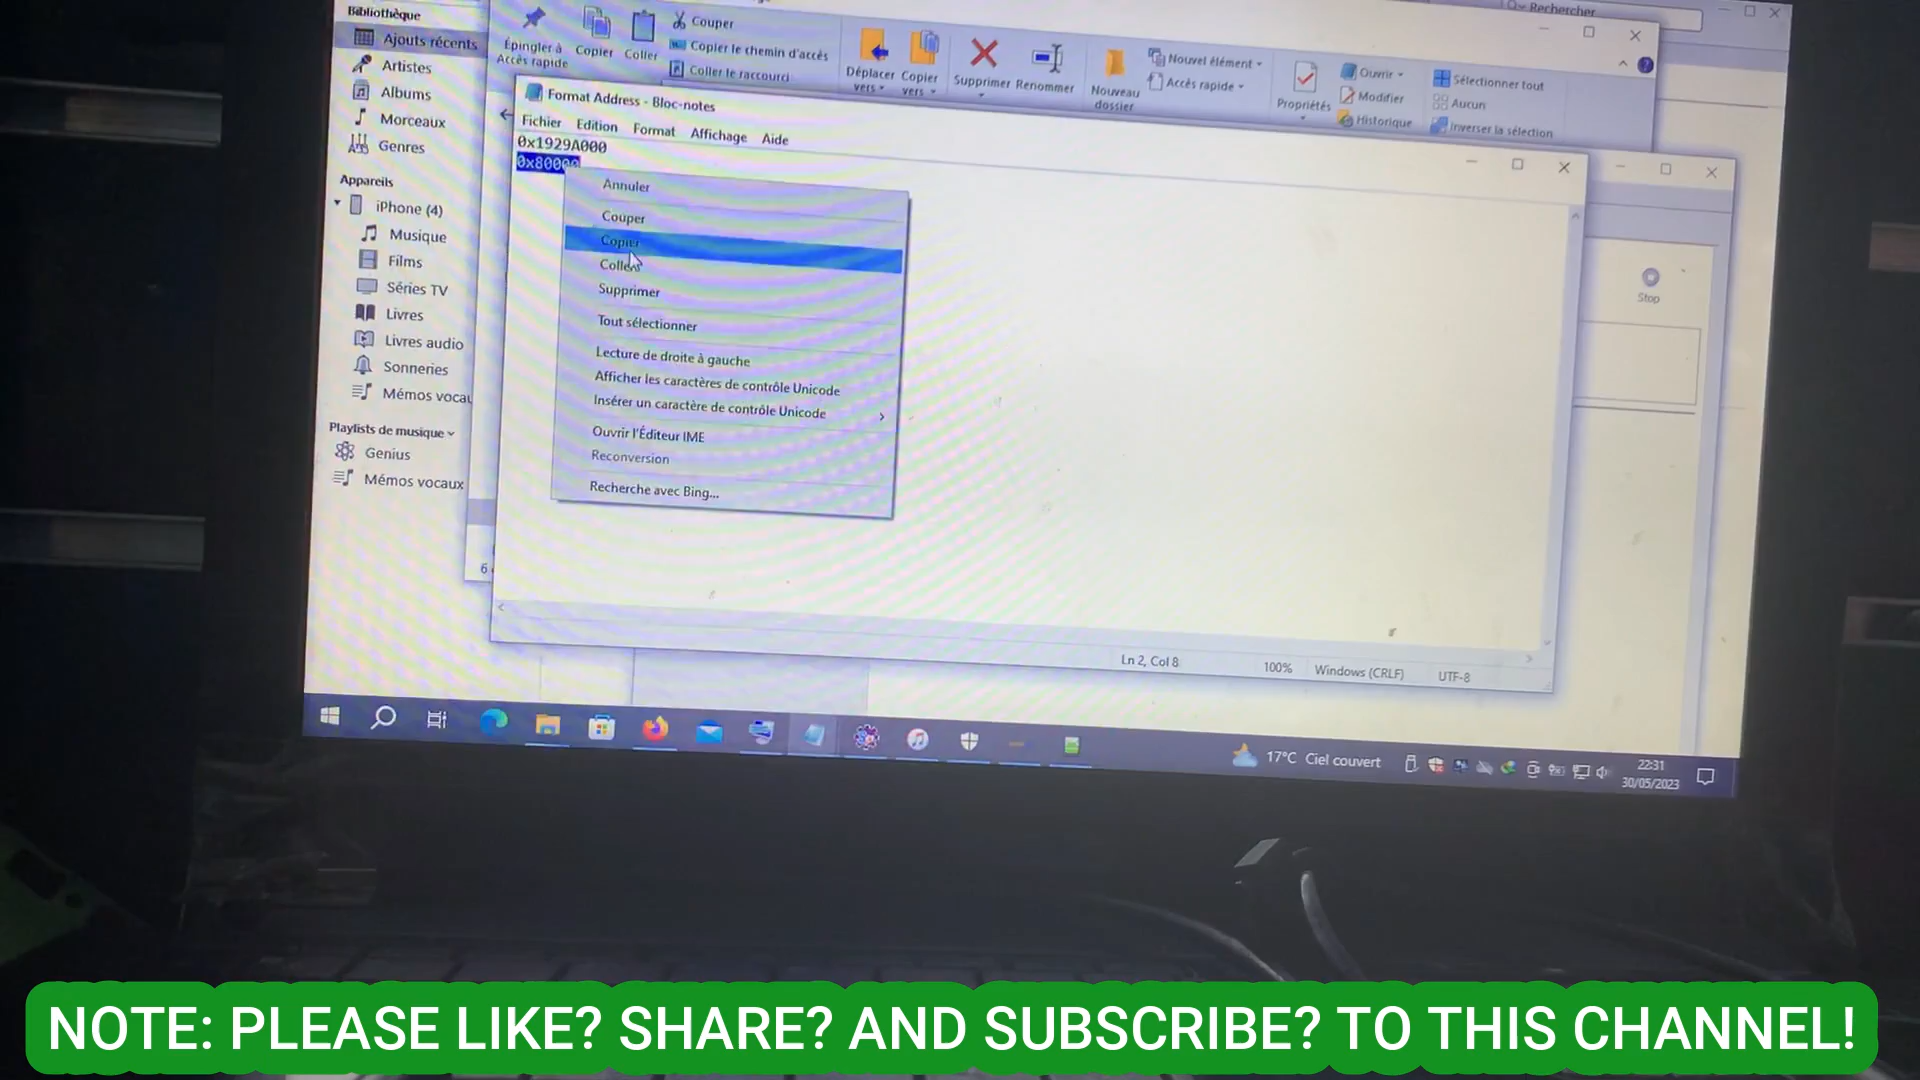 Bibliothèque
Ajouts récents
Artistes
Albums
Morceaux
Genres
Appareils
iPhone (4)
Musique
Films
Séries TV
Livres
Livres audio
Sonneries
Mémos vocau
Playlists de musique
Genius
Mémos vocaux
Rechercher
Épingler à
Accès rapide
Copier
Coller
Couper
Copier le chemin d'accès
Coller le raccourci
Déplacer
vers
Copier
vers
Supprimer
Renommer
Nouveau
dossier
Nouvel élément
Accès rapide
Propriétés
Ouvrir
Modifier
Historique
Sélectionner tout
Aucun
Inverser la sélection
Format Address - Bloc-notes
Fichier Edition Format Affichage Aide
0x1929A000
0x80000
Annuler
Couper
Copier
Coller
Supprimer
Tout sélectionner
Lecture de droite à gauche
Afficher les caractères de contrôle Unicode
Insérer un caractère de contrôle Unicode
Ouvrir l'Éditeur IME
Reconversion
Recherche avec Bing...
Stop
6
Ln 2, Col 8
100%
Windows (CRLF)
UTF-8
17°C Ciel couvert
22:31
30/05/2023
NOTE: PLEASE LIKE? SHARE? AND SUBSCRIBE? TO THIS CHANNEL!